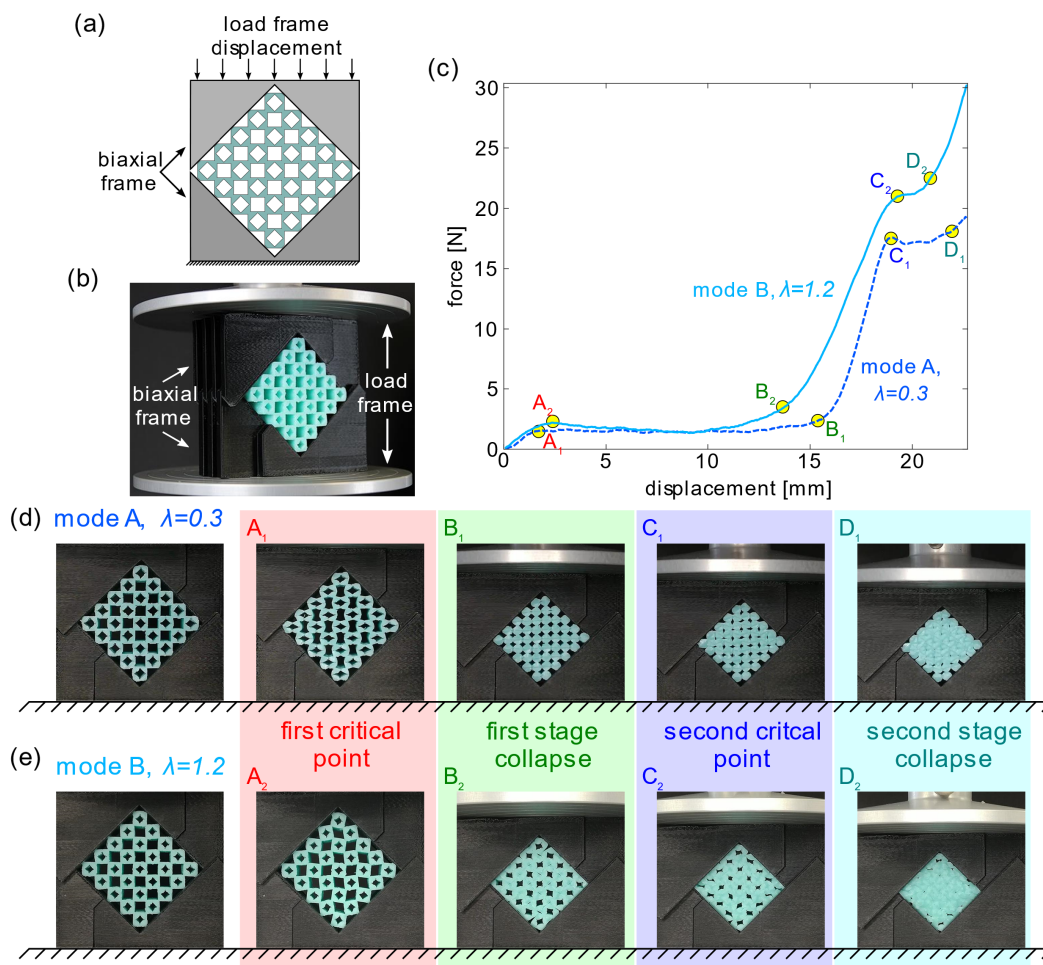 (a)
load frame
displacement
biaxial
frame
(b)
biaxial
frame
load
frame
(c)
force [N]
30
25
20
15
10
5
0
0
5
10
15
20
displacement [mm]
mode B, λ=1.2
mode A,
λ=0.3
A2
A1
B2
B1
C2
C1
D2
D1
(d) mode A, λ=0.3
A1
B1
C1
D1
first critical
point
first stage
collapse
second critcal
point
second stage
collapse
(e) mode B, λ=1.2
A2
B2
C2
D2